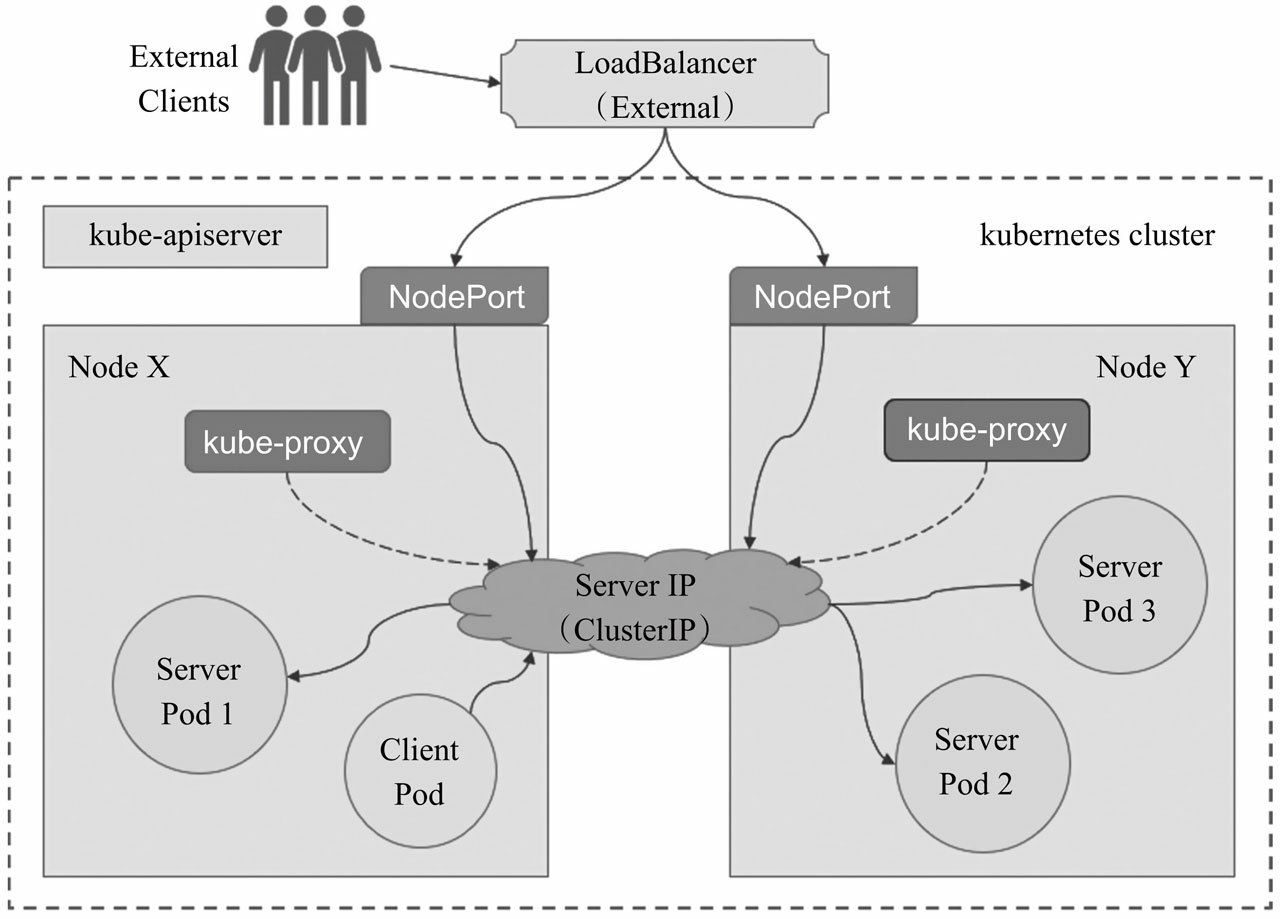 External
Clients
LoadBalancer
（External）
kube-apiserver
kubernetes cluster
NodePort
NodePort
Node X
Node Y
kube-proxy
kube-proxy
Server IP
（ClusterIP）
Server
Pod 3
Server
Pod 1
Client
Pod
Server
Pod 2